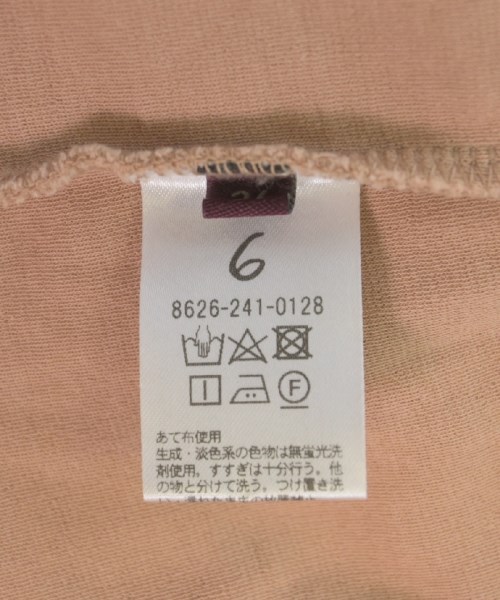 6
8626-241-0128
F
あて布使用
生成・淡色系の色物は無蛍光洗
剤使用。すすぎは十分行う。他
の物と分けて洗う。つけ置き洗